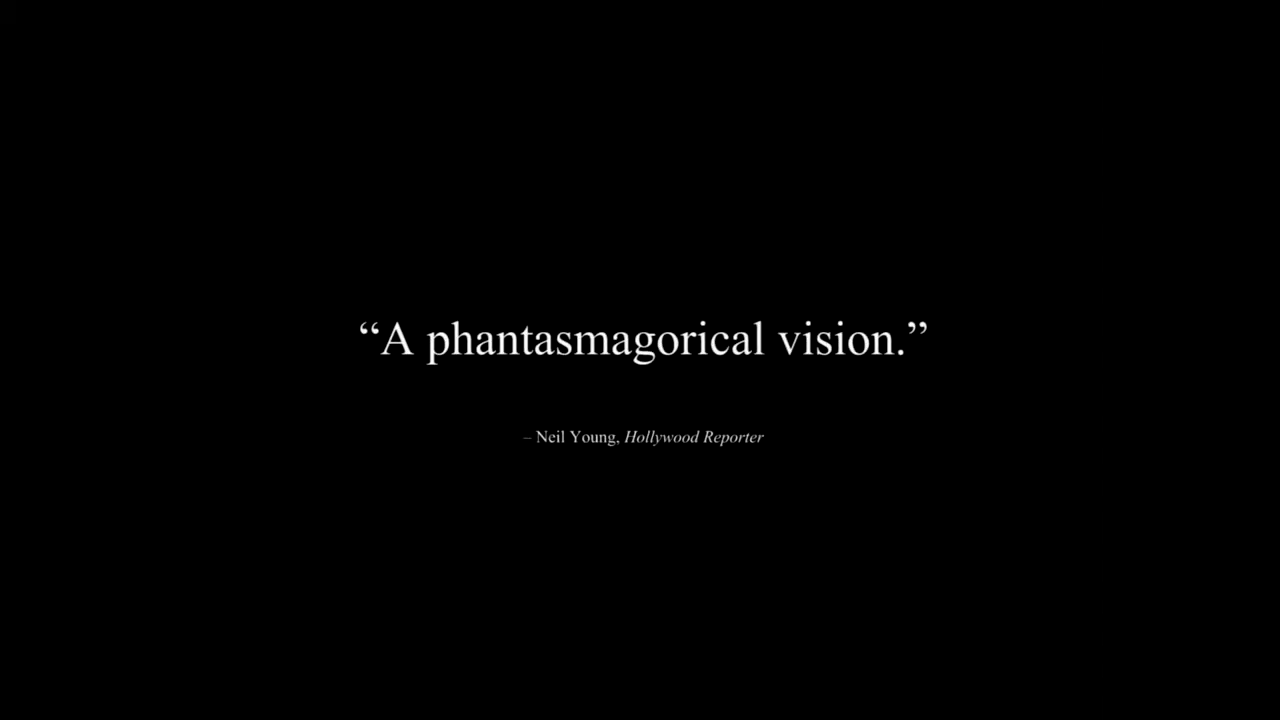 “A phantasmagorical vision.”
– Neil Young, Hollywood Reporter